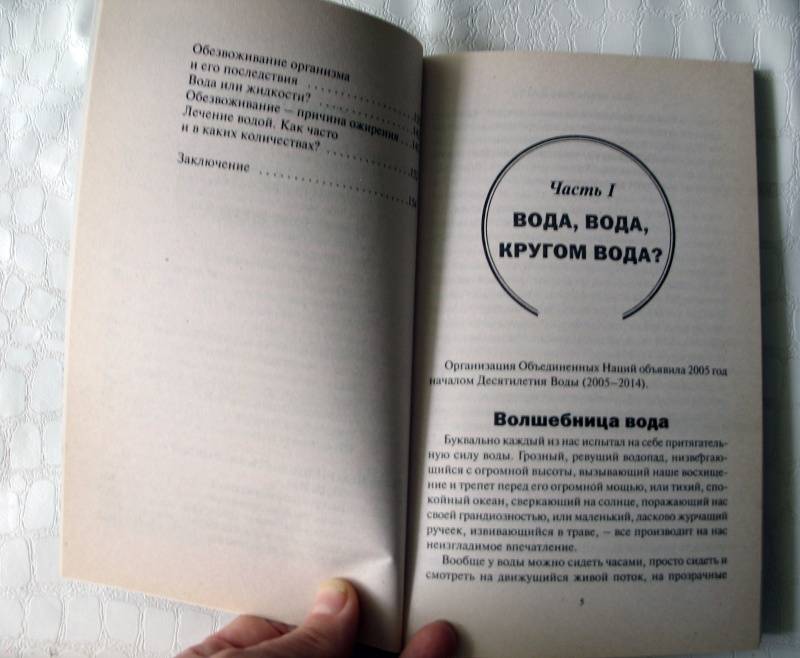 Обезвоживание организма
и его последствия . . . . . . . . . . . . . . . .
Вода или жидкости? . . . . . . . . . . . . . .
Обезвоживание – причина ожирения . . .
Лечение водой. Как часто
и в каких количествах? . . . . . . . . . . . .
Заключение . . . . . . . . . . . . . . . . . . . .
Часть I
ВОДА, ВОДА,
КРУГОМ ВОДА?
Организация Объединенных Наций объявила 2005 год
началом Десятилетия Воды (2005–2014).
Волшебница вода
Буквально каждый из нас испытал на себе притягатель-
ную силу воды. Грозный, ревущий водопад, низвергаю-
щийся с огромной высоты, вызывающий наше восхище-
ние и трепет перед его огромной мощью, или тихий, спо-
койный океан, сверкающий на солнце, поражающий нас
своей грандиозностью, или маленький, ласково журчащий
ручеек, извивающийся в траве, – все производит на нас
неизгладимое впечатление.
Вообще у воды можно сидеть часами, просто сидеть и
смотреть на движущийся живой поток, на прозрачные
5